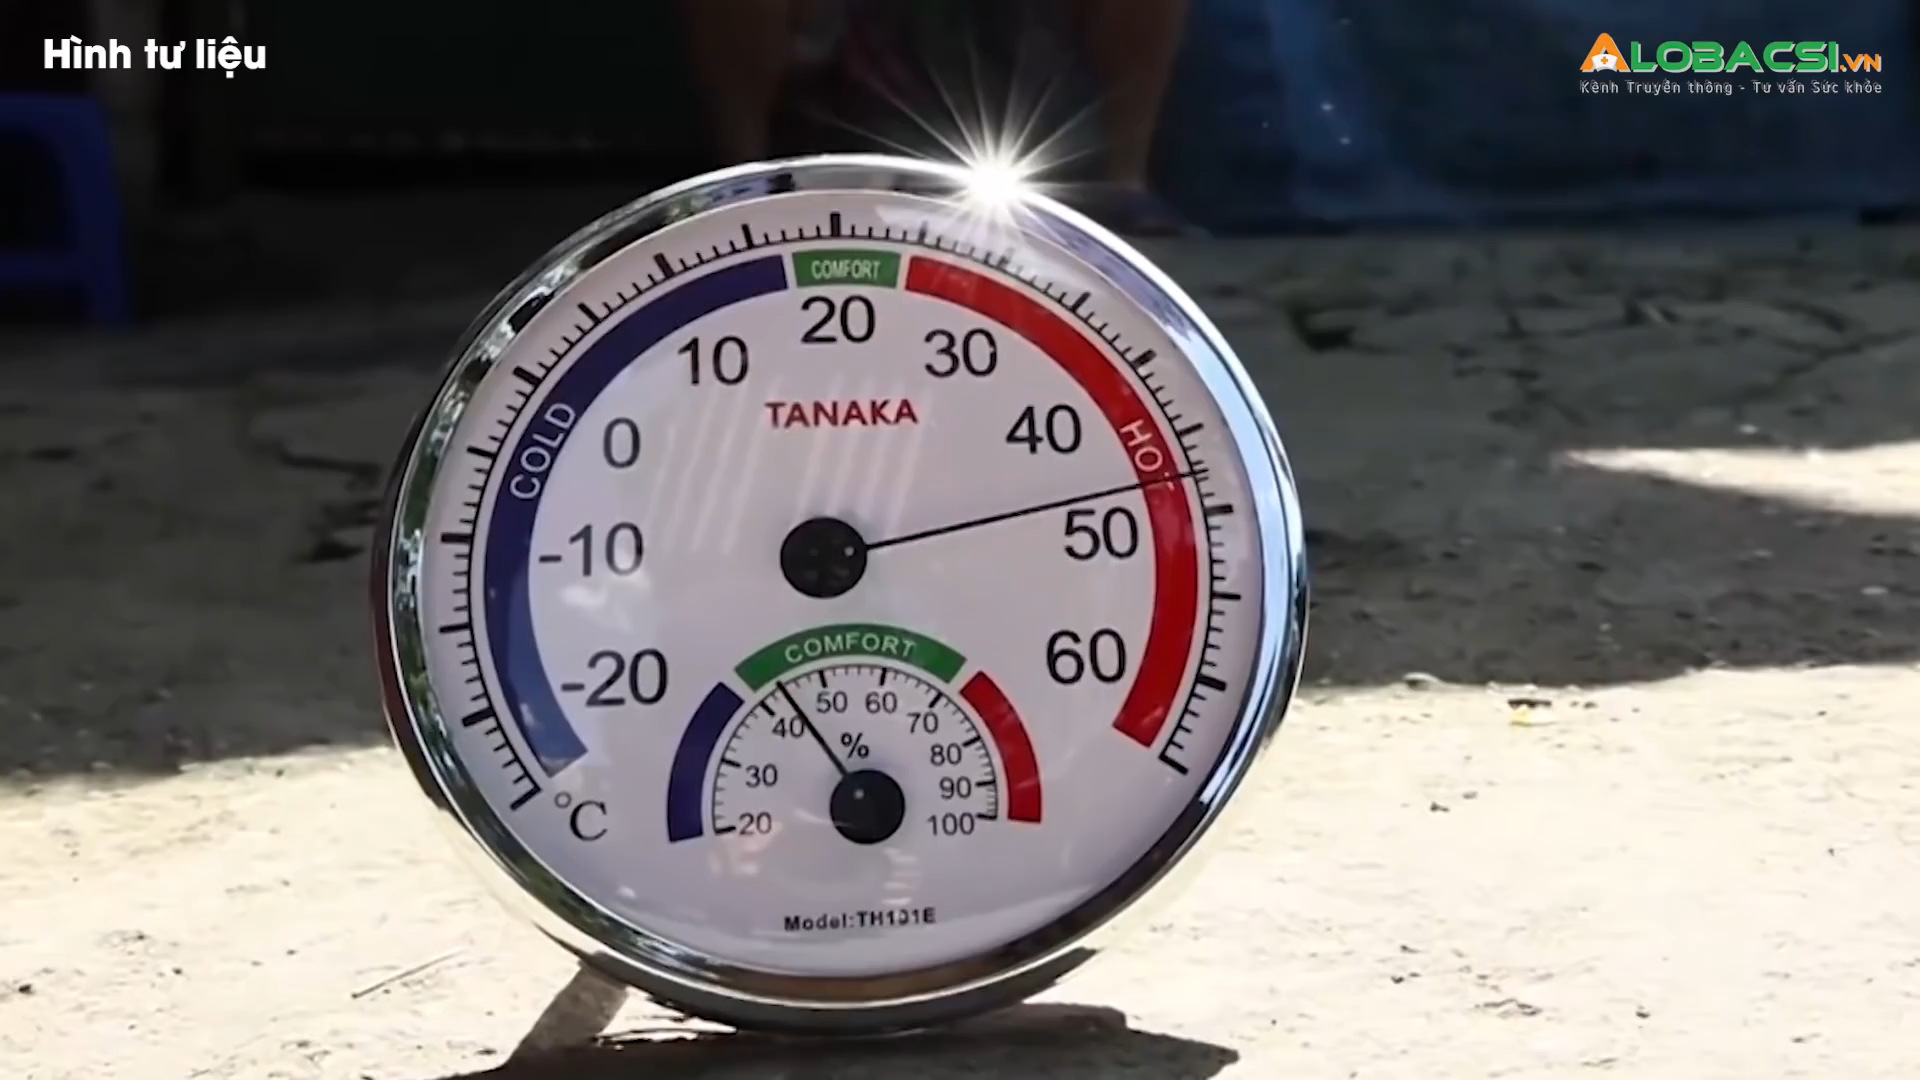 Hình tư liệu
ALOBACSI.VN
Kênh Truyền thông - Tư vấn Sức khỏe
COMFORT
COLD
HOT
-20
-10
0
10
20
30
40
50
60
TANAKA
°C
COMFORT
20
30
40
50
60
70
80
90
100
%
Model:TH101E